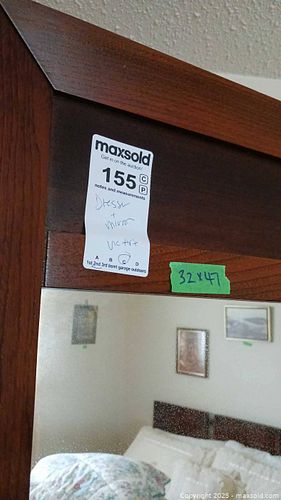 maxsold
Get in on the auction!
155 C
P
notes and measurements
Dresser
+
mirror
A B C D
1st 2nd 3rd bsmt garage outdoors
32x47
Copyright 2025 - maxsold.com